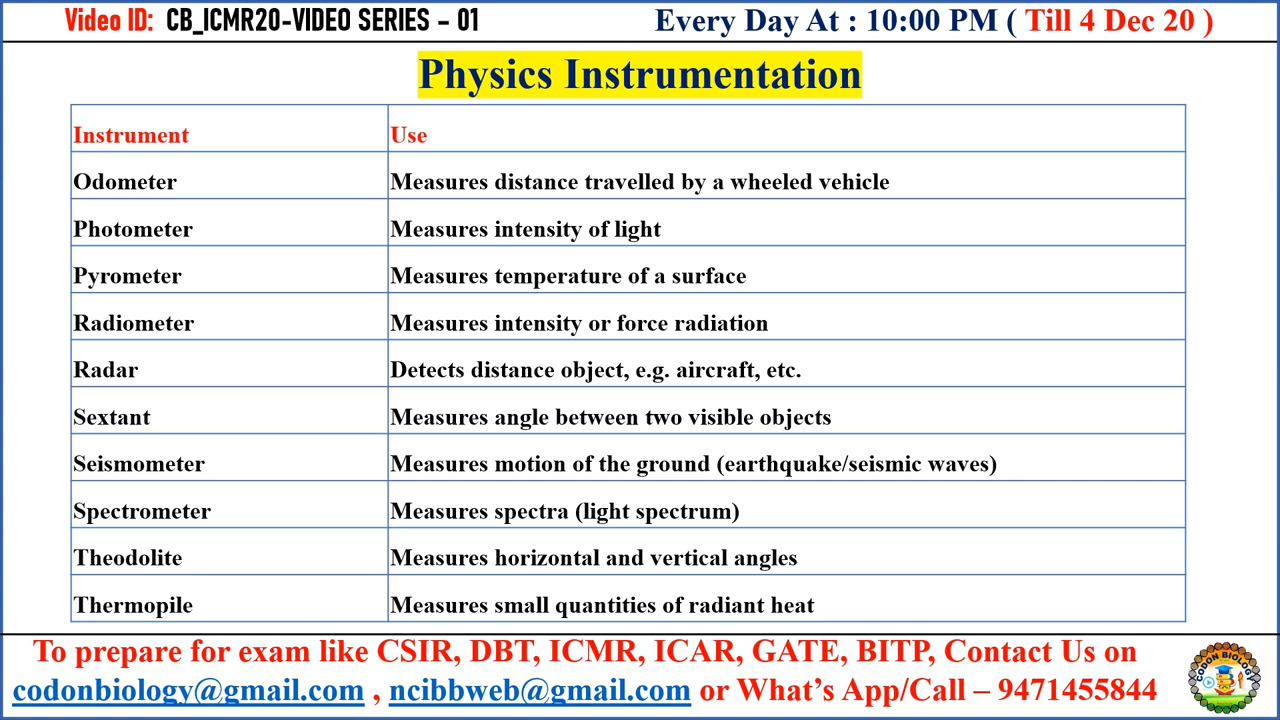 Video ID: CB_ICMR20-VIDEO SERIES - 01 Every Day At : 10:00 PM ( Till 4 Dec 20 )
Physics Instrumentation
Instrument Use
Odometer Measures distance travelled by a wheeled vehicle
Photometer Measures intensity of light
Pyrometer Measures temperature of a surface
Radiometer Measures intensity or force radiation
Radar Detects distance object, e.g. aircraft, etc.
Sextant Measures angle between two visible objects
Seismometer Measures motion of the ground (earthquake/seismic waves)
Spectrometer Measures spectra (light spectrum)
Theodolite Measures horizontal and vertical angles
Thermopile Measures small quantities of radiant heat
To prepare for exam like CSIR, DBT, ICMR, ICAR, GATE, BITP, Contact Us on
codonbiology@gmail.com , ncibbweb@gmail.com or What’s App/Call – 9471455844
CODON BIOLOGY